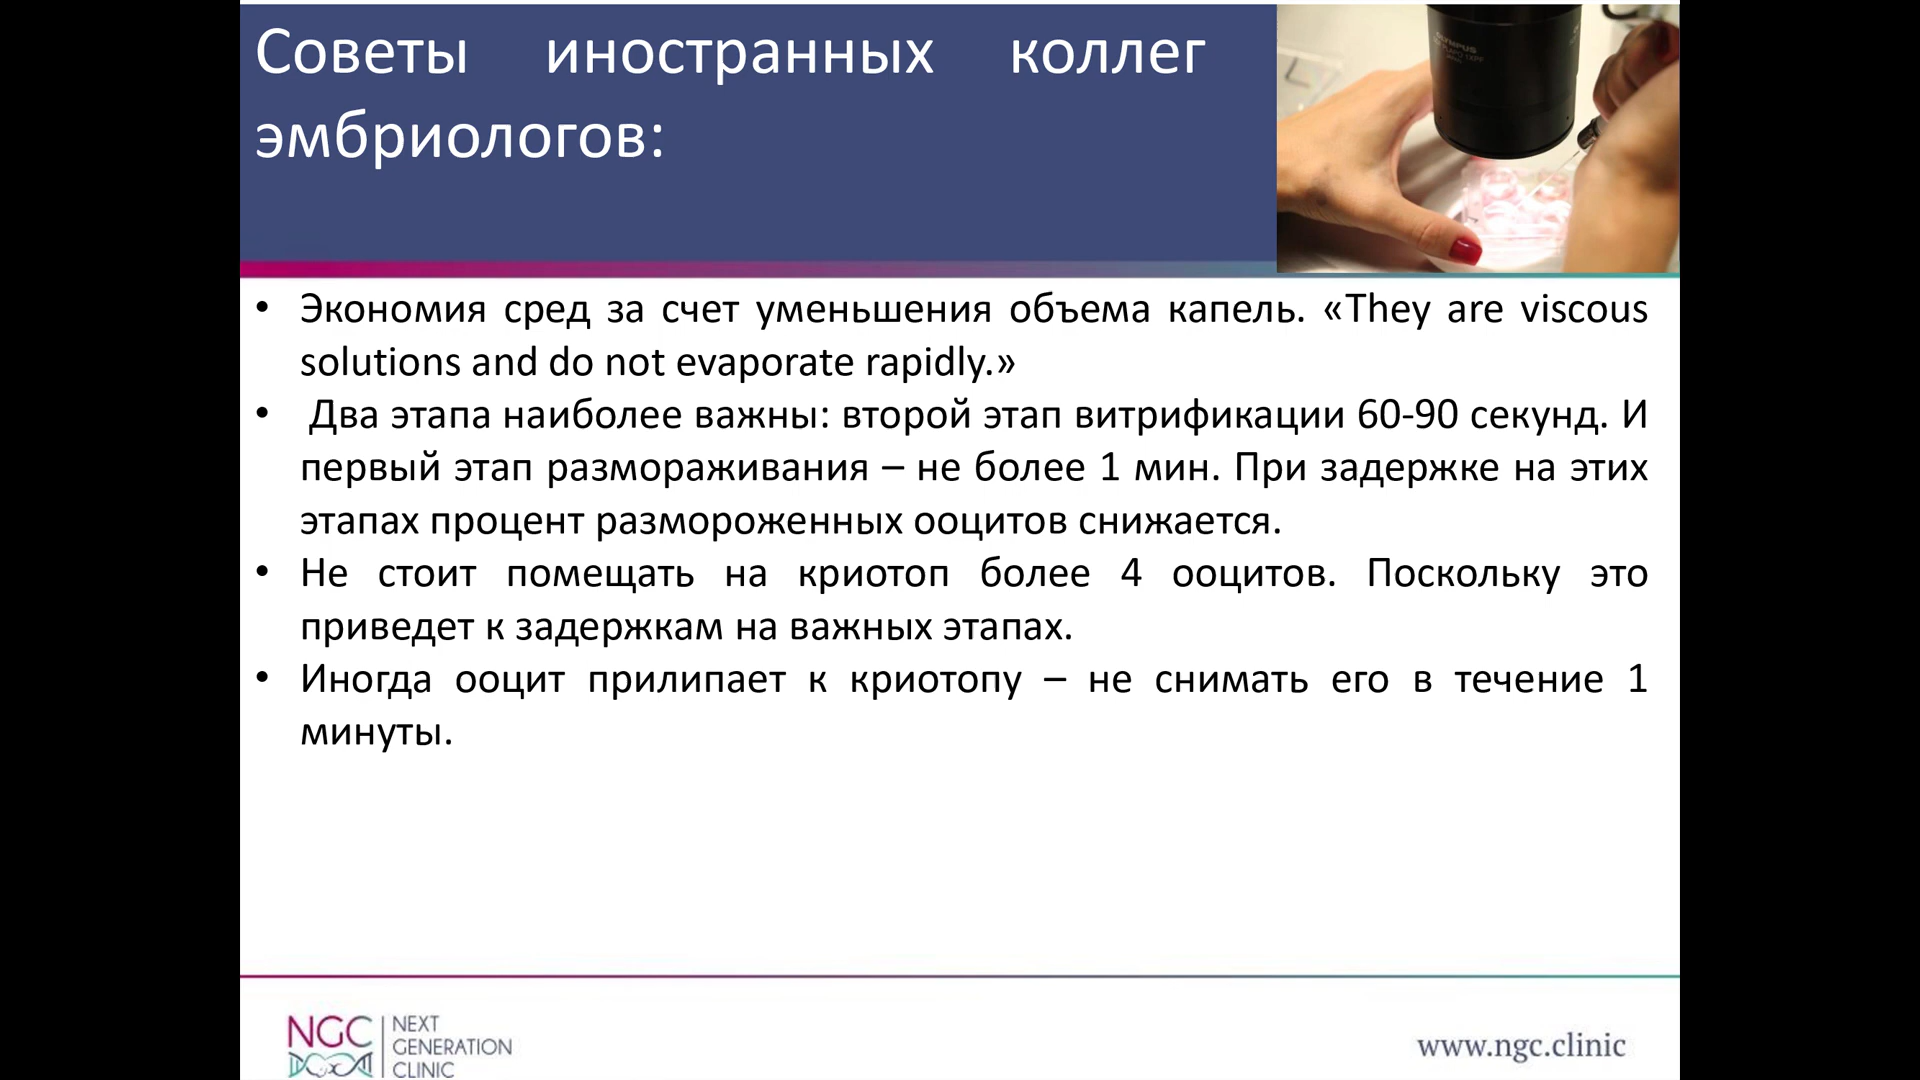 Советы иностранных коллег
эмбриологов:
OLYMPUS
• Экономия сред за счет уменьшения объема капель. «They are viscous
solutions and do not evaporate rapidly.»
• Два этапа наиболее важны: второй этап витрификации 60-90 секунд. И
первый этап размораживания – не более 1 мин. При задержке на этих
этапах процент размороженных ооцитов снижается.
• Не стоит помещать на криотоп более 4 ооцитов. Поскольку это
приведет к задержкам на важных этапах.
• Иногда ооцит прилипает к криотопу – не снимать его в течение 1
минуты.
NGC
NEXT
GENERATION
CLINIC
www.ngc.clinic